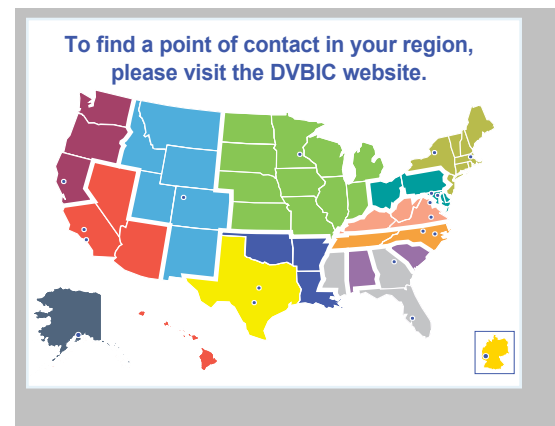 To find a point of contact in your region,
please visit the DVBIC website.